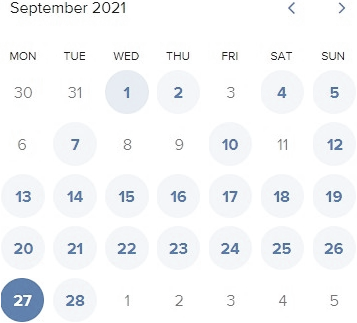 September 2021
MON TUE WED THU FRI SAT SUN
30 31 1 2 3 4 5
6 7 8 9 10 11 12
13 14 15 16 17 18 19
20 21 22 23 24 25 26
27 28 1 2 3 4 5